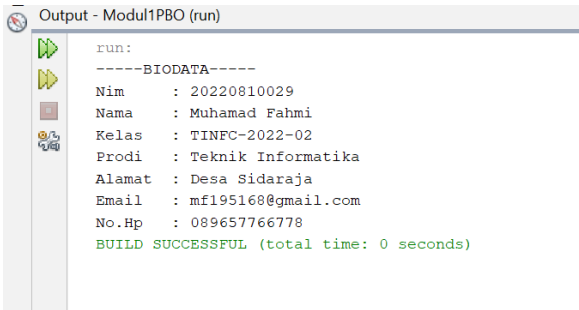 Output - Modul1PBO (run)
run:
-----BIODATA-----
Nim     : 20220810029
Nama    : Muhamad Fahmi
Kelas   : TINFC-2022-02
Prodi   : Teknik Informatika
Alamat  : Desa Sidaraja
Email   : mf195168@gmail.com
No.Hp   : 089657766778
BUILD SUCCESSFUL (total time: 0 seconds)